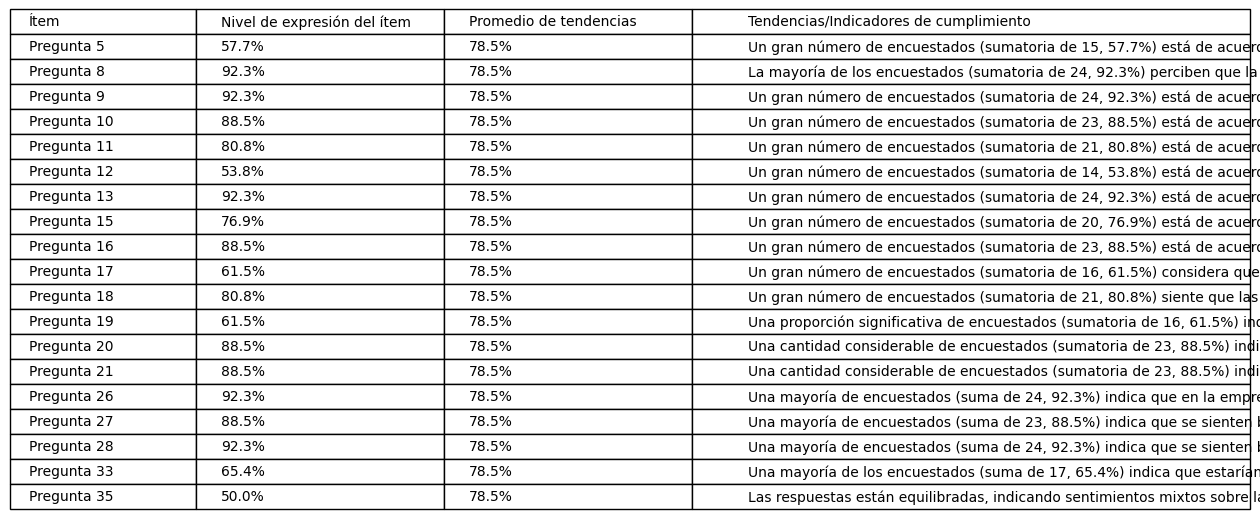 Ítem Nivel de expresión del ítem Promedio de tendencias Tendencias/Indicadores de cumplimiento
Pregunta 5 57.7% 78.5% Un gran número de encuestados (sumatoria de 15, 57.7%) está de
Pregunta 8 92.3% 78.5% La mayoría de los encuestados (sumatoria de 24, 92.3%) perciben que la
Pregunta 9 92.3% 78.5% Un gran número de encuestados (sumatoria de 24, 92.3%) está de
Pregunta 10 88.5% 78.5% Un gran número de encuestados (sumatoria de 23, 88.5%) está de
Pregunta 11 80.8% 78.5% Un gran número de encuestados (sumatoria de 21, 80.8%) está de
Pregunta 12 53.8% 78.5% Un gran número de encuestados (sumatoria de 14, 53.8%) está de
Pregunta 13 92.3% 78.5% Un gran número de encuestados (sumatoria de 24, 92.3%) está de
Pregunta 15 76.9% 78.5% Un gran número de encuestados (sumatoria de 20, 76.9%) está de
Pregunta 16 88.5% 78.5% Un gran número de encuestados (sumatoria de 23, 88.5%) está de
Pregunta 17 61.5% 78.5% Un gran número de encuestados (sumatoria de 16, 61.5%) considera que
Pregunta 18 80.8% 78.5% Un gran número de encuestados (sumatoria de 21, 80.8%) siente que las
Pregunta 19 61.5% 78.5% Una proporción significativa de encuestados (sumatoria de 16, 61.5%)
Pregunta 20 88.5% 78.5% Una cantidad considerable de encuestados (sumatoria de 23, 88.5%)
Pregunta 21 88.5% 78.5% Una cantidad considerable de encuestados (sumatoria de 23, 88.5%)
Pregunta 26 92.3% 78.5% Una mayoría de encuestados (suma de 24, 92.3%) indica que en la
Pregunta 27 88.5% 78.5% Una mayoría de encuestados (suma de 23, 88.5%) indica que se sienten
Pregunta 28 92.3% 78.5% Una mayoría de encuestados (suma de 24, 92.3%) indica que se sienten
Pregunta 33 65.4% 78.5% Una mayoría de los encuestados (suma de 17, 65.4%) indica que estarían
Pregunta 35 50.0% 78.5% Las respuestas están equilibradas, indicando sentimientos mixtos sobre